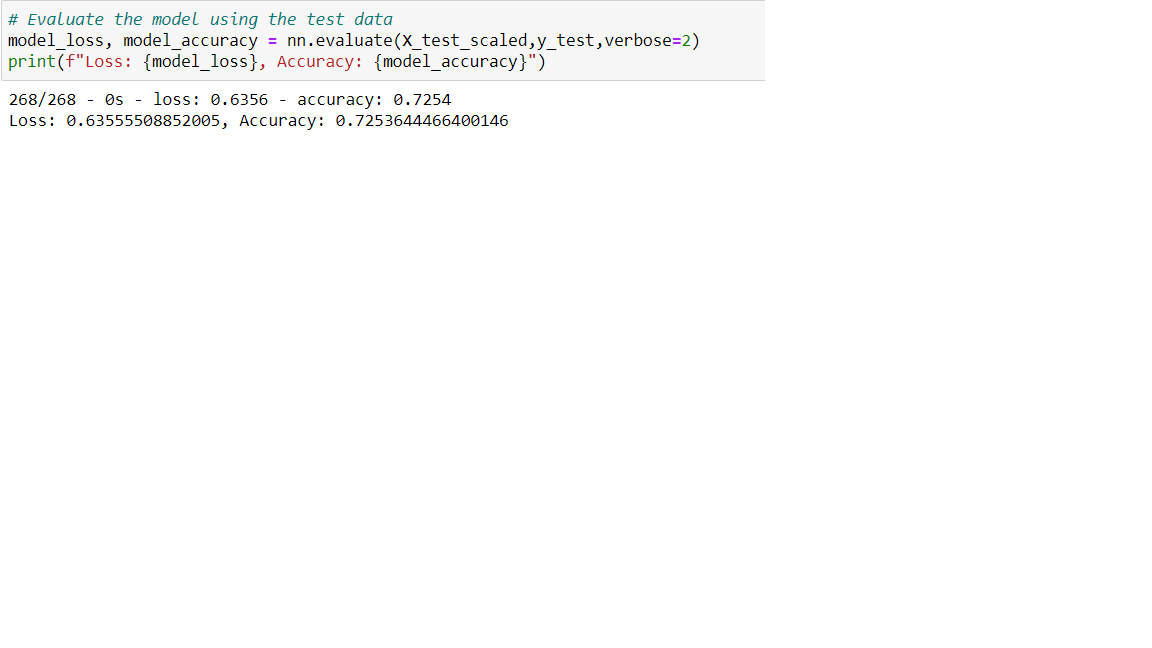 # Evaluate the model using the test data
model_loss, model_accuracy = nn.evaluate(X_test_scaled,y_test,verbose=2)
print(f"Loss: {model_loss}, Accuracy: {model_accuracy}")
268/268 - 0s - loss: 0.6356 - accuracy: 0.7254
Loss: 0.63555508852005, Accuracy: 0.7253644466400146